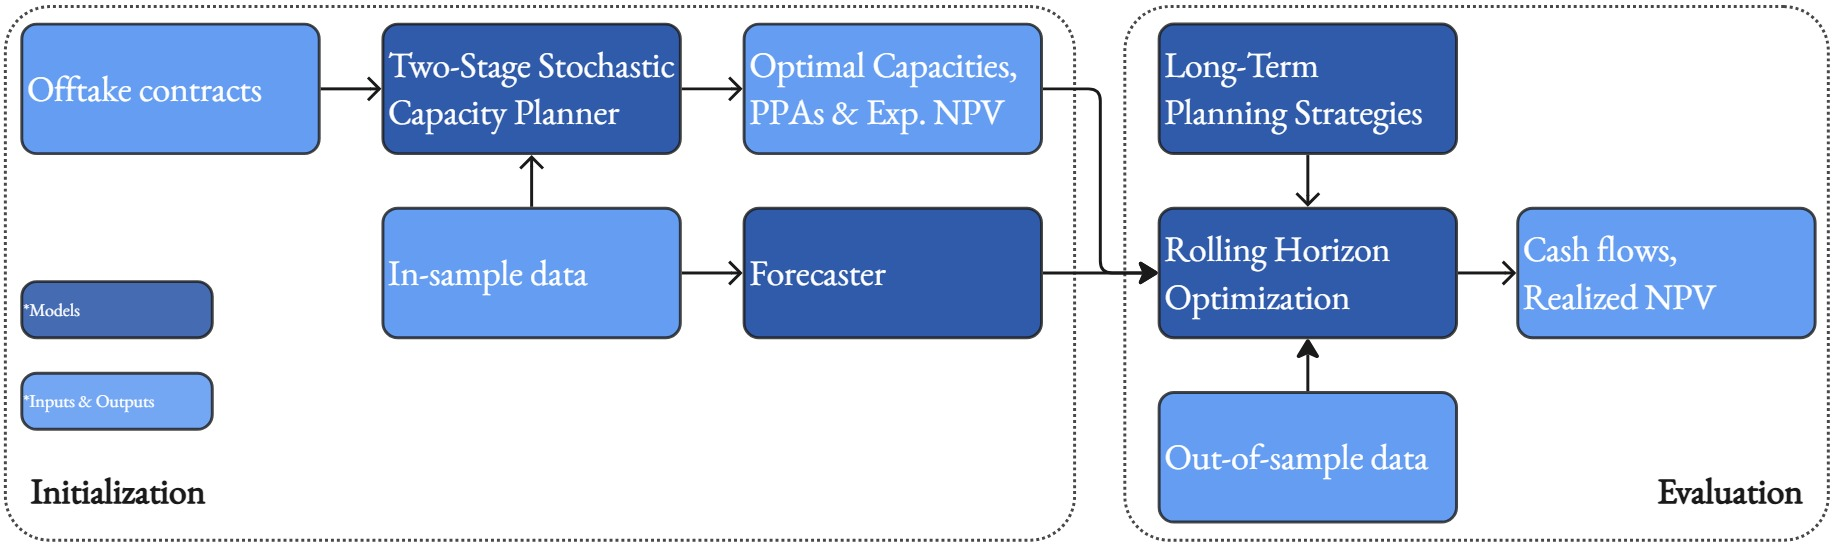 Offtake contracts
Two-Stage Stochastic
Capacity Planner
Optimal Capacities,
PPAs & Exp. NPV
Long-Term
Planning Strategies
In-sample data
Forecaster
Rolling Horizon
Optimization
Cash flows,
Realized NPV
*Models
*Inputs & Outputs
Out-of-sample data
Initialization
Evaluation